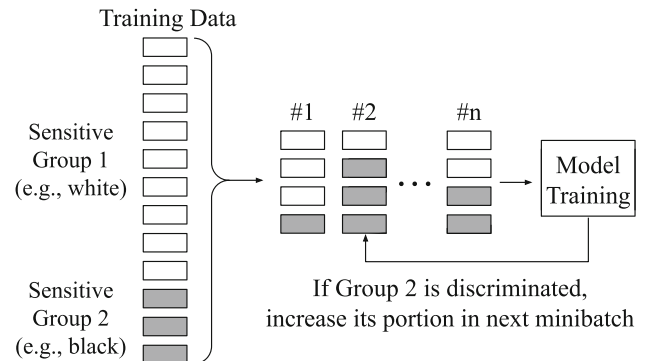 Training Data
Sensitive
Group 1
(e.g., white)
Sensitive
Group 2
(e.g., black)
#1
#2
#n
...
Model
Training
If Group 2 is discriminated,
increase its portion in next minibatch